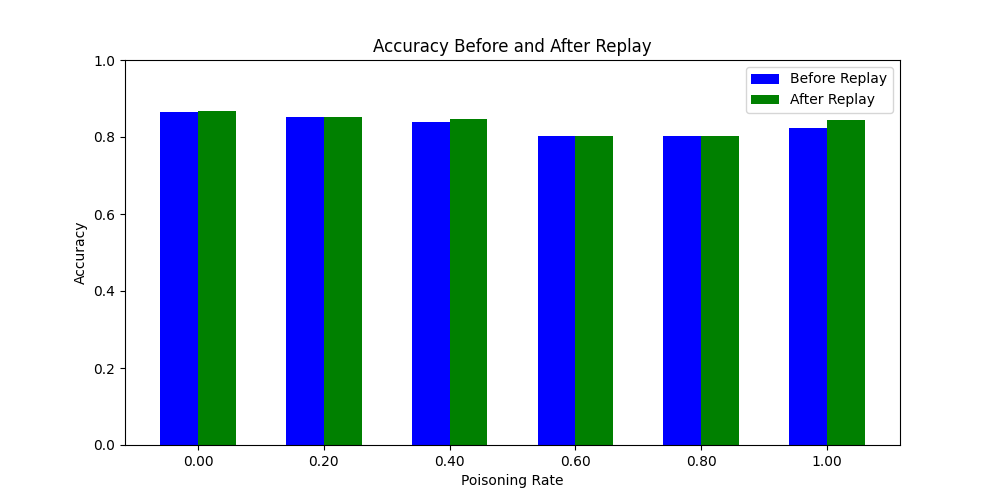 Accuracy Before and After Replay
1.0
0.8
0.6
0.4
0.2
0.0
Accuracy
Before Replay
After Replay
0.00 0.20 0.40 0.60 0.80 1.00
Poisoning Rate